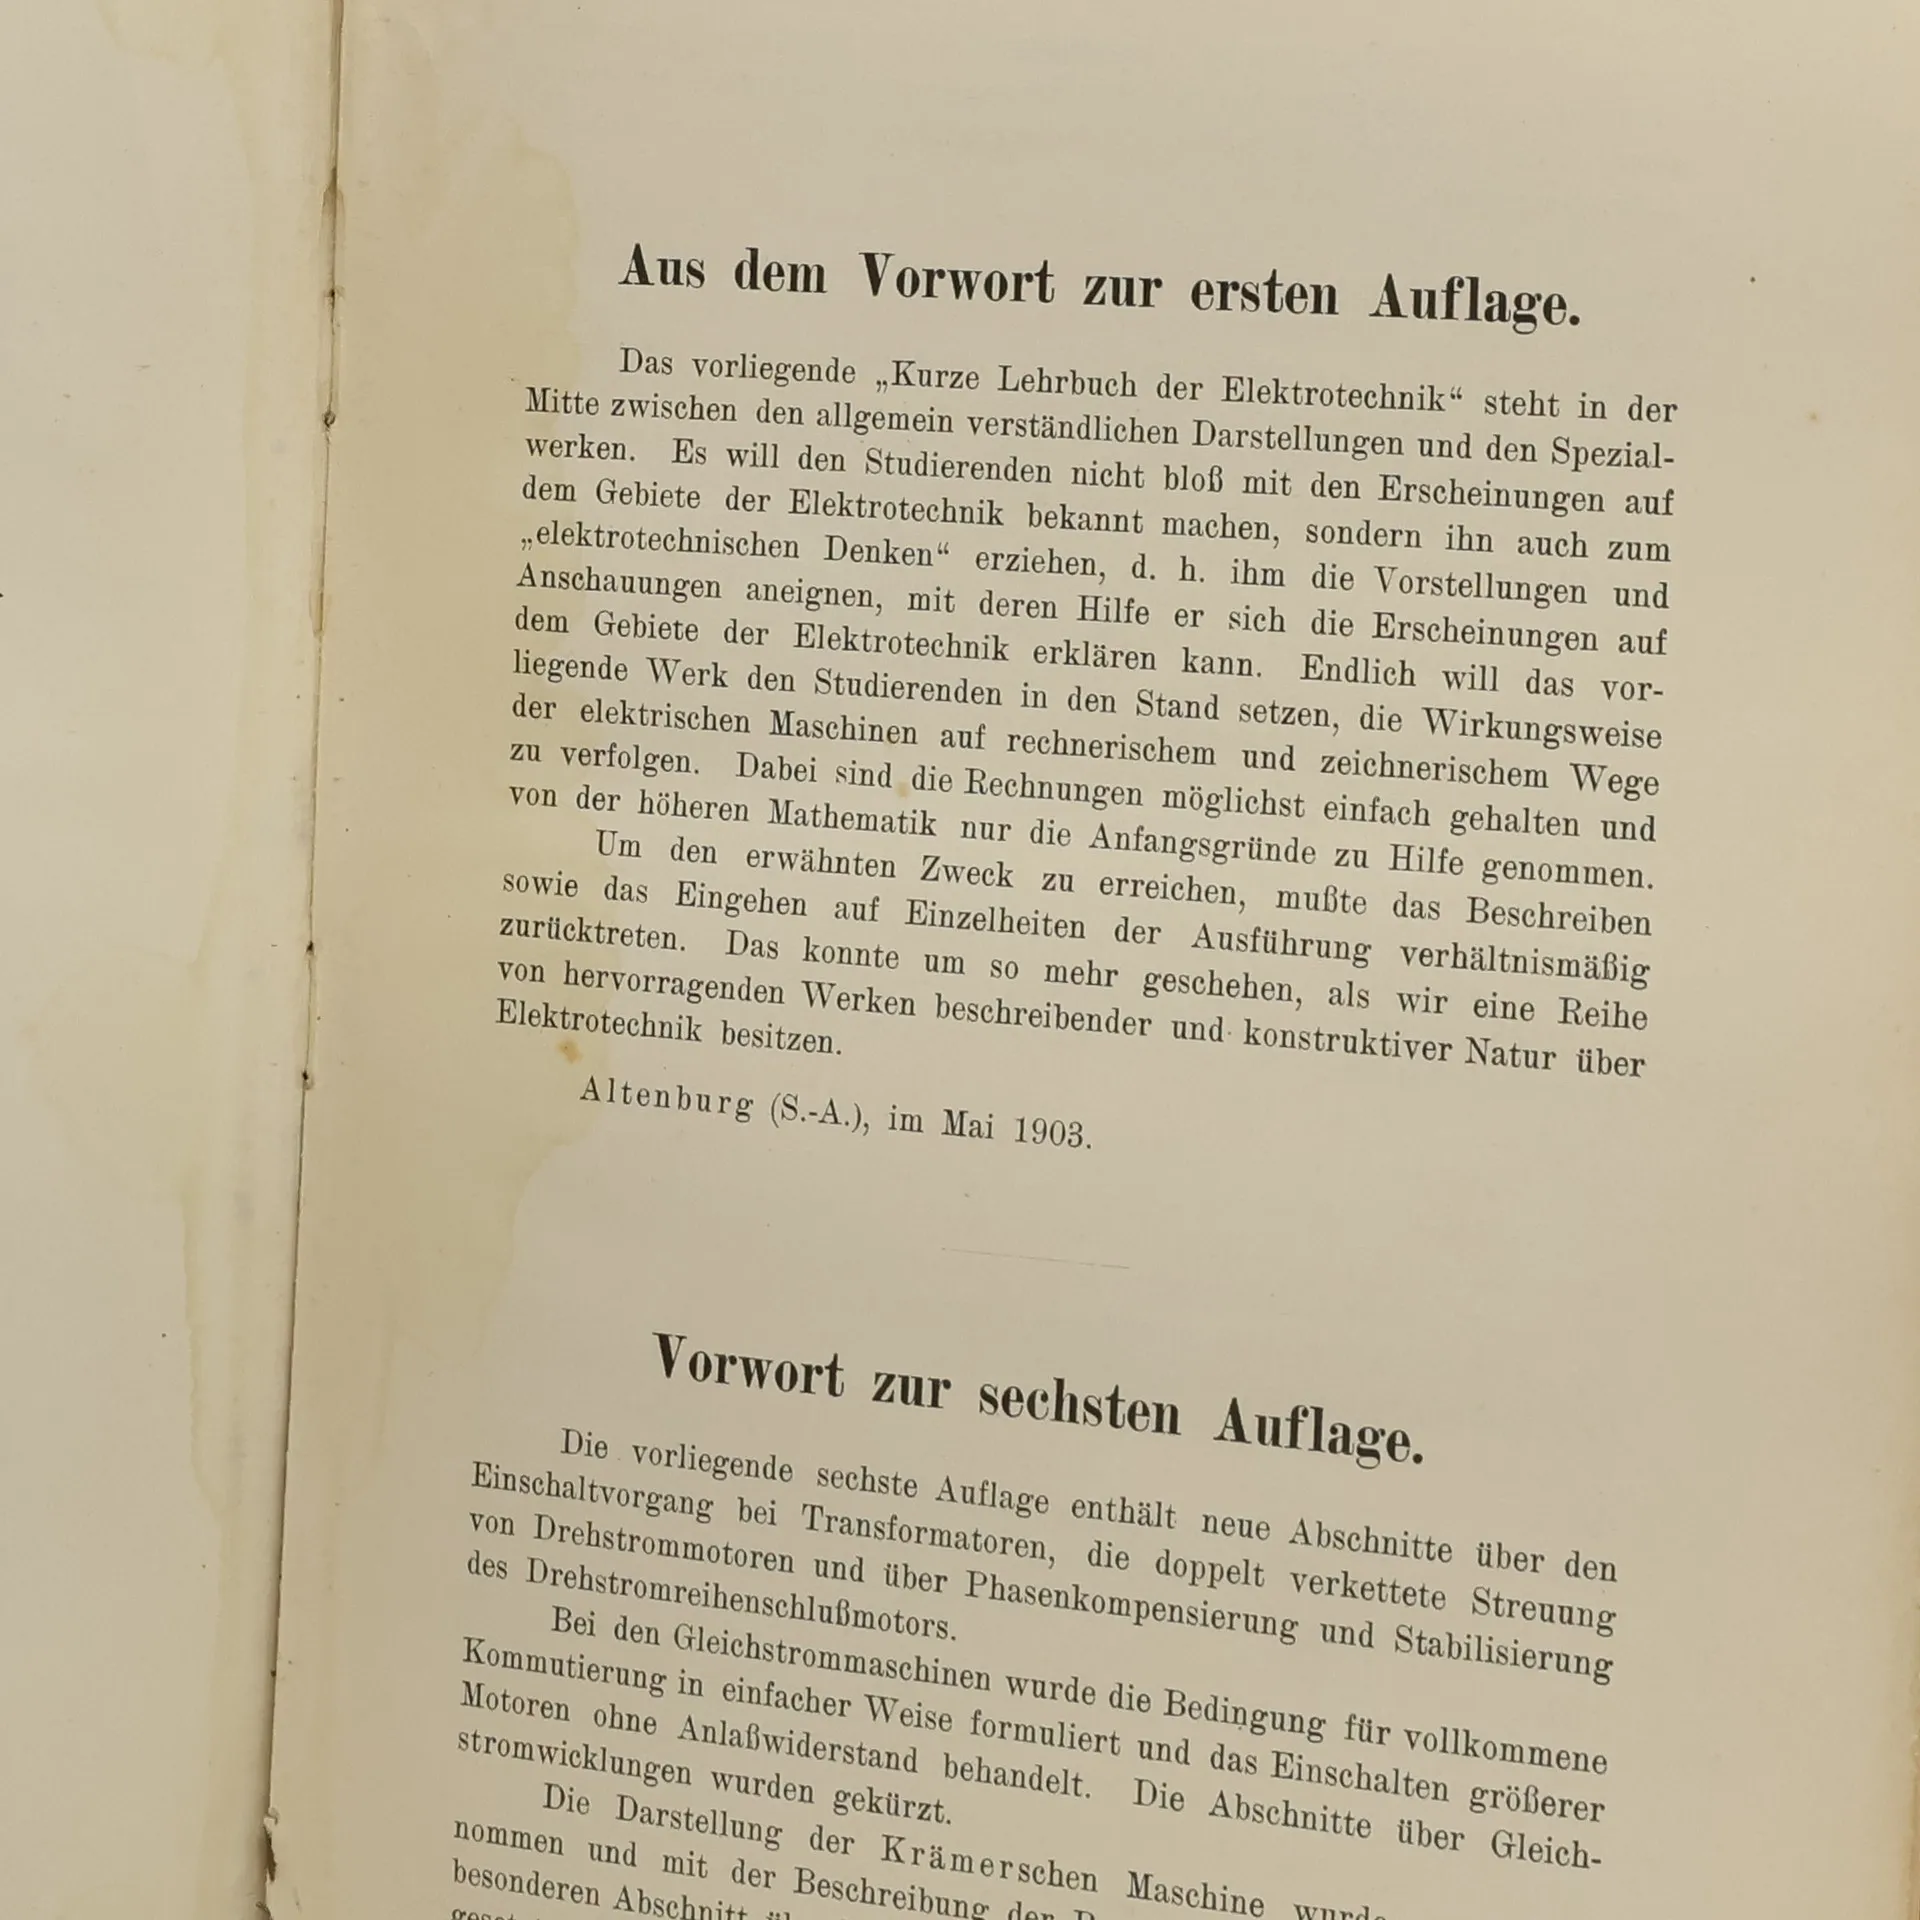 Aus dem Vorwort zur ersten Auflage.
Das vorliegende „Kurze Lehrbuch der Elektrotechnik“ steht in der
Mitte zwischen den allgemein verständlichen Darstellungen und den Spezial-
werken. Es will den Studierenden nicht bloß mit den Erscheinungen auf
dem Gebiete der Elektrotechnik bekannt machen, sondern ihn auch zum
„elektrotechnischen Denken“ erziehen, d. h. ihm die Vorstellungen und
Anschauungen aneignen, mit deren Hilfe er sich die Erscheinungen auf
dem Gebiete der Elektrotechnik erklären kann. Endlich will das vor-
liegende Werk den Studierenden in den Stand setzen, die Wirkungsweise
der elektrischen Maschinen auf rechnerischem und zeichnerischem Wege
zu verfolgen. Dabei sind die Rechnungen möglichst einfach gehalten und
von der höheren Mathematik nur die Anfangsgründe zu Hilfe genommen.
Um den erwähnten Zweck zu erreichen, mußte das Beschreiben
sowie das Eingehen auf Einzelheiten der Ausführung verhältnismäßig
zurücktreten. Das konnte um so mehr geschehen, als wir eine Reihe
von hervorragenden Werken beschreibender und konstruktiver Natur über
Elektrotechnik besitzen.
Altenburg (S.-A.), im Mai 1903.
Vorwort zur sechsten Auflage.
Die vorliegende sechste Auflage enthält neue Abschnitte über den
Einschaltvorgang bei Transformatoren, die doppelt verkettete Streuung
von Drehstrommotoren und über Phasenkompensierung und Stabilisierung
des Drehstromreihenschlußmotors.
Bei den Gleichstrommaschinen wurde die Bedingung für vollkommene
Kommutierung in einfacher Weise formuliert und das Einschalten größerer
Motoren ohne Anlaßwiderstand behandelt. Die Abschnitte über Gleich-
stromwicklungen wurden gekürzt.
Die Darstellung der Krämerschen Maschine wurde
nommen und mit der Beschreibung der
besonderen Abschnitt